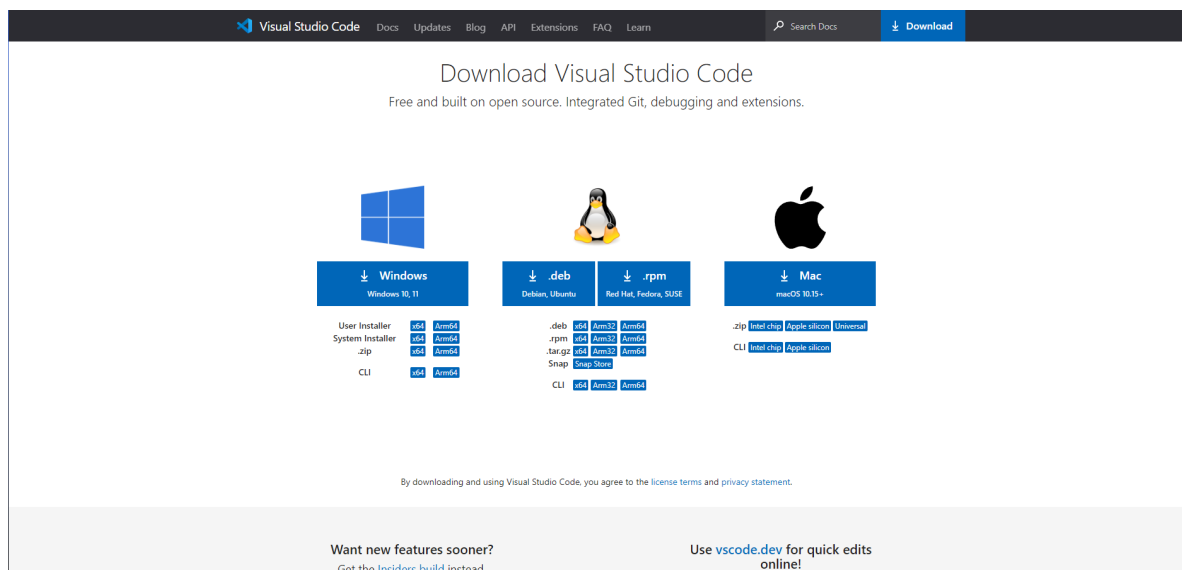 Visual Studio Code Docs Updates Blog API Extensions FAQ Learn Search Docs Download
Download Visual Studio Code
Free and built on open source. Integrated Git, debugging and extensions.
Windows
Windows 10, 11
User Installer x64 Arm64
System Installer x64 Arm64
.zip x64 Arm64
CLI x64 Arm64
.deb
Debian, Ubuntu
.rpm
Red Hat, Fedora, SUSE
.deb x64 Arm32 Arm64
.rpm x64 Arm32 Arm64
.tar.gz x64 Arm32 Arm64
Snap Snap Store
CLI x64 Arm32 Arm64
Mac
macOS 10.15+
.zip Intel chip Apple silicon Universal
CLI Intel chip Apple silicon
By downloading and using Visual Studio Code, you agree to the license terms and privacy statement.
Want new features sooner?
Get the Insiders build instead.
Use vscode.dev for quick edits
online!